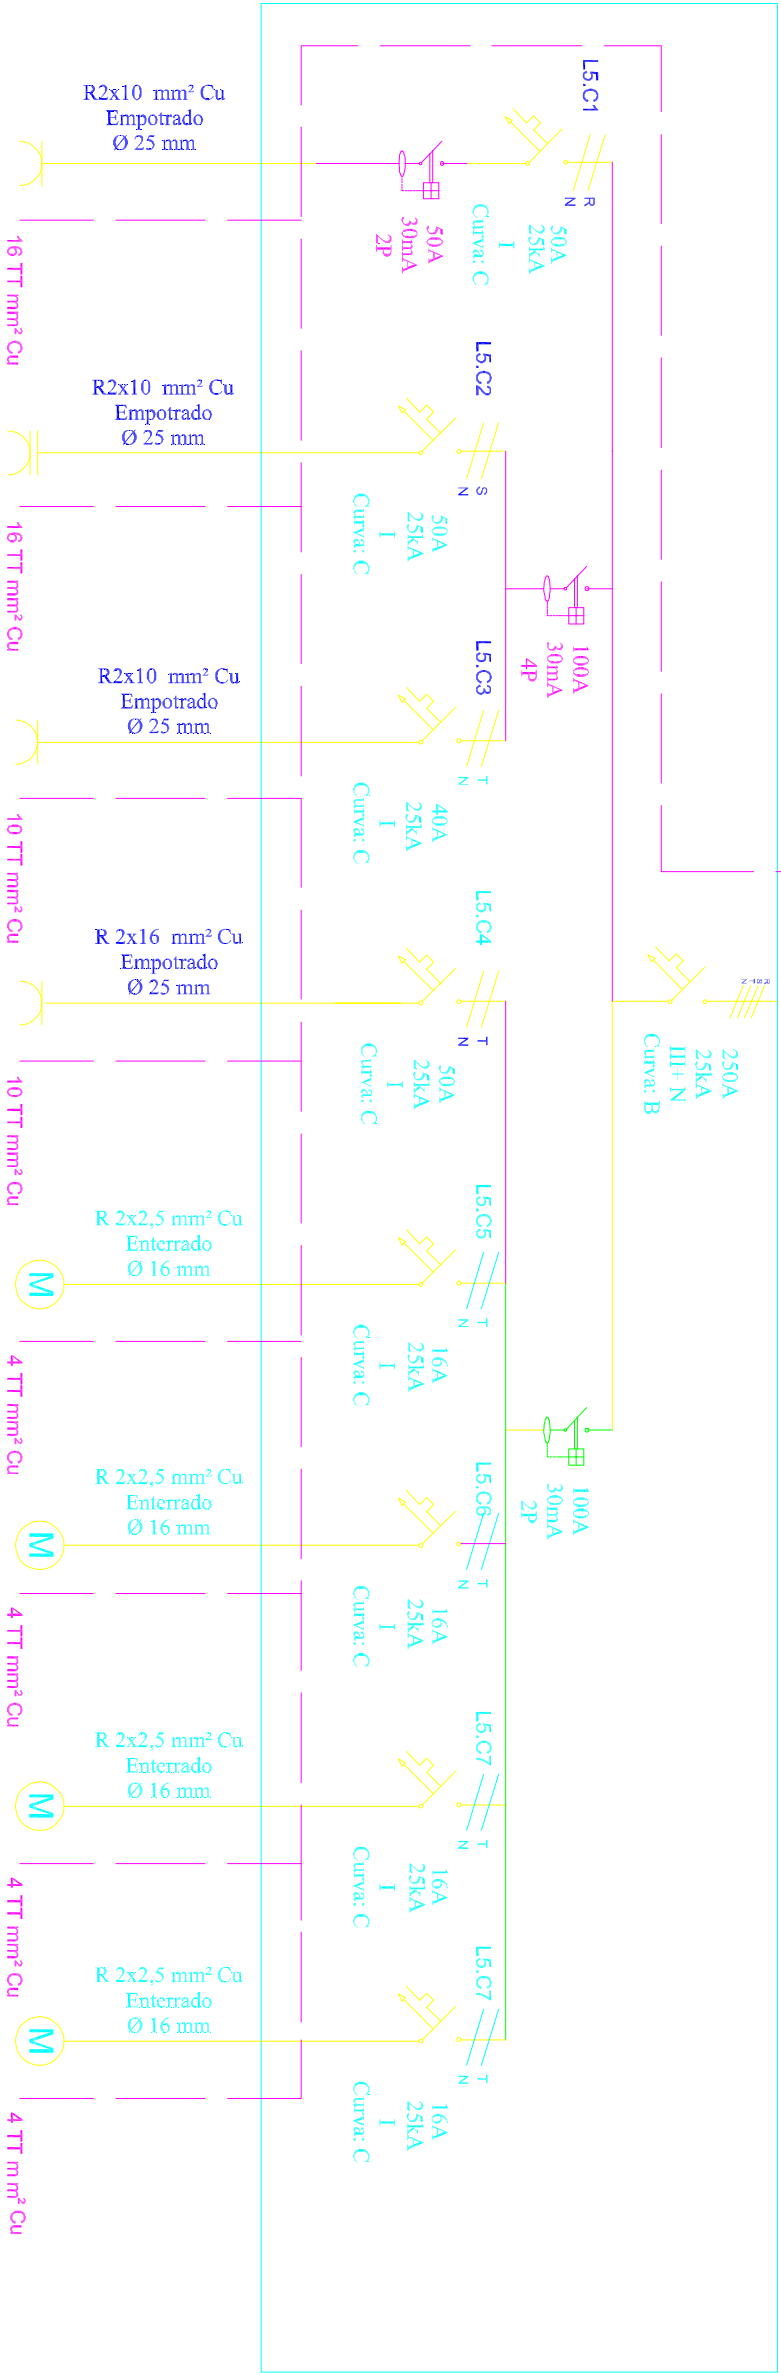 L5.C1
R
N
R2x10 mm² Cu
Empotrado
Ø 25 mm
50A
25kA
I
Curva: C
50A
30mA
2P
16 TT mm² Cu
L5.C2
S
N
R2x10 mm² Cu
Empotrado
Ø 25 mm
50A
25kA
I
Curva: C
16 TT mm² Cu
100A
30mA
4P
L5.C3
T
N
R2x10 mm² Cu
Empotrado
Ø 25 mm
40A
25kA
I
Curva: C
10 TT mm² Cu
L5.C4
T
N
R 2x16 mm² Cu
Empotrado
Ø 25 mm
50A
25kA
I
Curva: C
10 TT mm² Cu
R
S
T
N
250A
25kA
III+ N
Curva: B
L5.C5
T
N
R 2x2,5 mm² Cu
Enterrado
Ø 16 mm
M
16A
25kA
I
Curva: C
4 TT mm² Cu
100A
30mA
2P
L5.C6
T
N
R 2x2,5 mm² Cu
Enterrado
Ø 16 mm
M
16A
25kA
I
Curva: C
4 TT mm² Cu
L5.C7
T
N
R 2x2,5 mm² Cu
Enterrado
Ø 16 mm
M
16A
25kA
I
Curva: C
4 TT mm² Cu
L5.C7
T
N
R 2x2,5 mm² Cu
Enterrado
Ø 16 mm
M
16A
25kA
I
Curva: C
4 TT m m² Cu